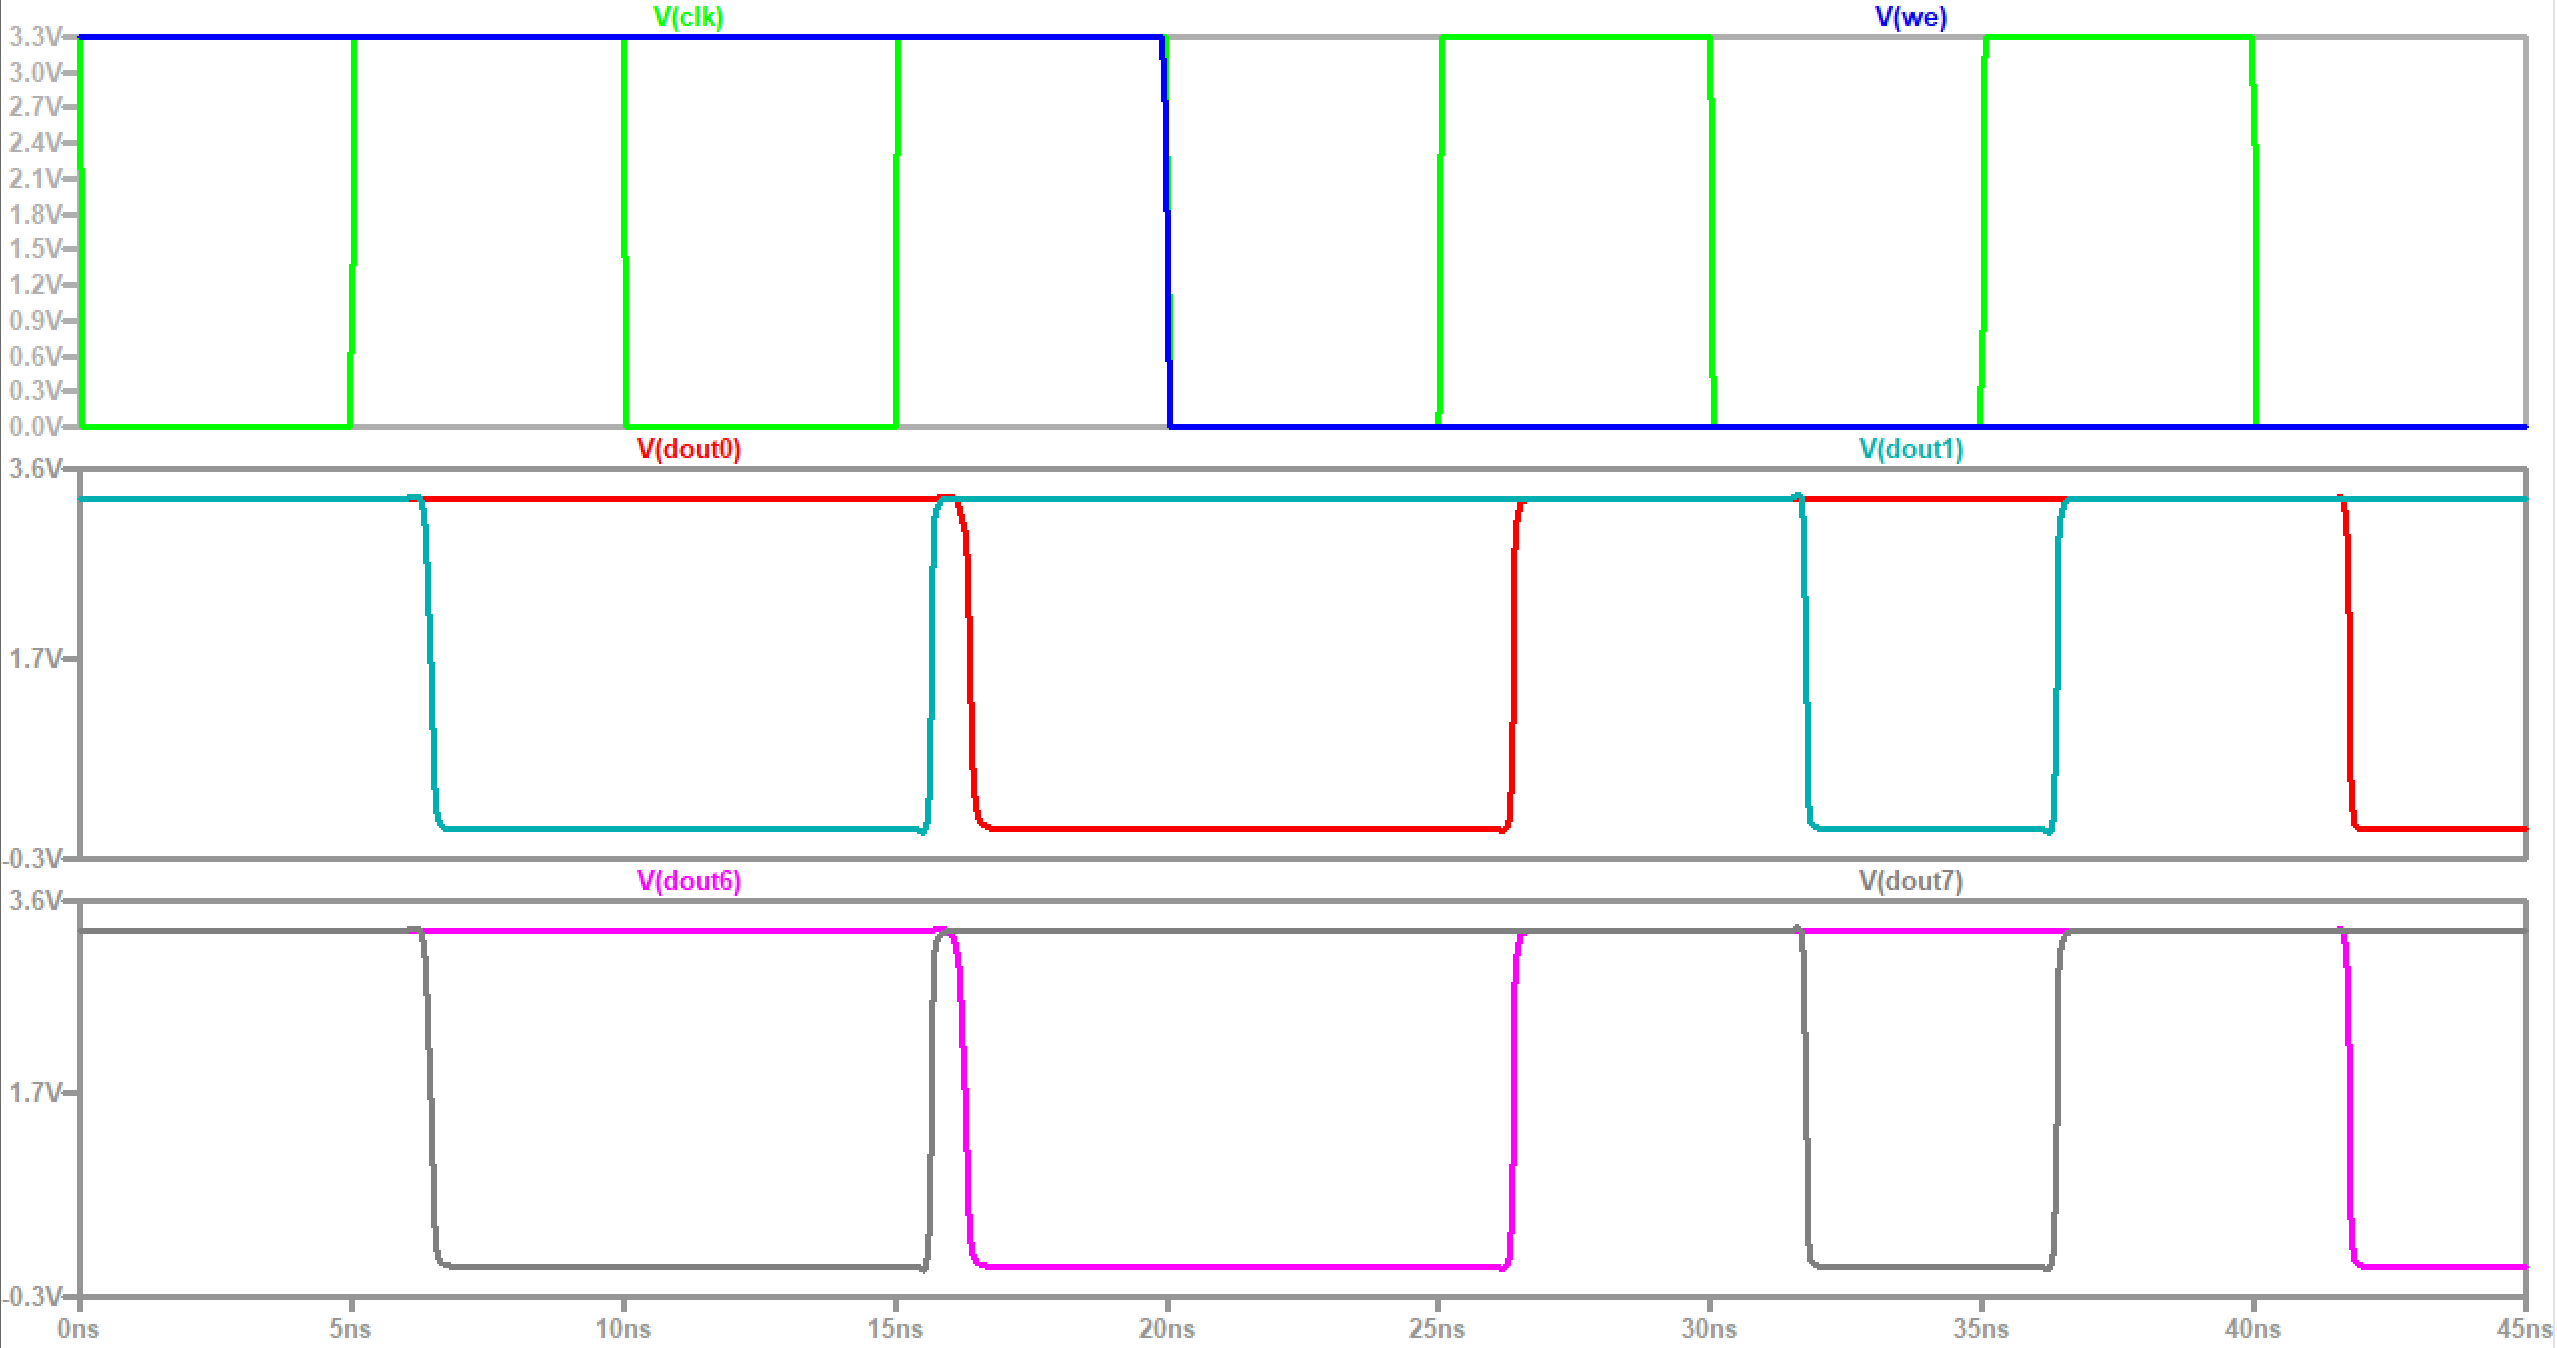 V(clk) V(we)
3.3V
3.0V
2.7V
2.4V
2.1V
1.8V
1.5V
1.2V
0.9V
0.6V
0.3V
0.0V
V(dout0) V(dout1)
3.6V
1.7V
-0.3V
V(dout6) V(dout7)
3.6V
1.7V
-0.3V
0ns 5ns 10ns 15ns 20ns 25ns 30ns 35ns 40ns 45ns